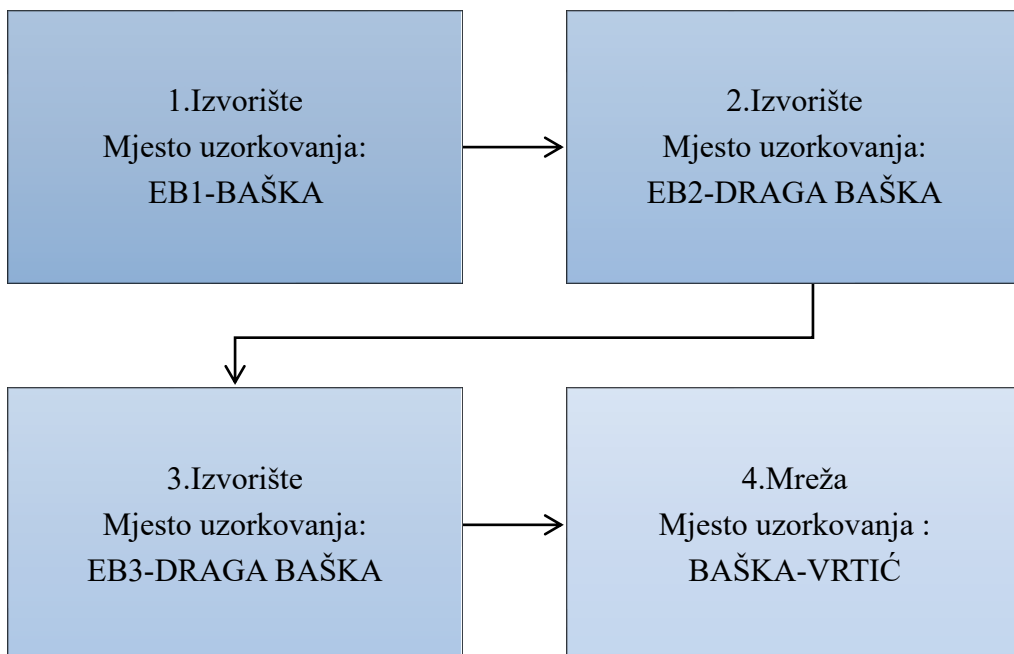 1.Izvorište
Mjesto uzorkovanja:
EB1-BAŠKA
2.Izvorište
Mjesto uzorkovanja:
EB2-DRAGA BAŠKA
3.Izvorište
Mjesto uzorkovanja:
EB3-DRAGA BAŠKA
4.Mreža
Mjesto uzorkovanja :
BAŠKA-VRTIĆ